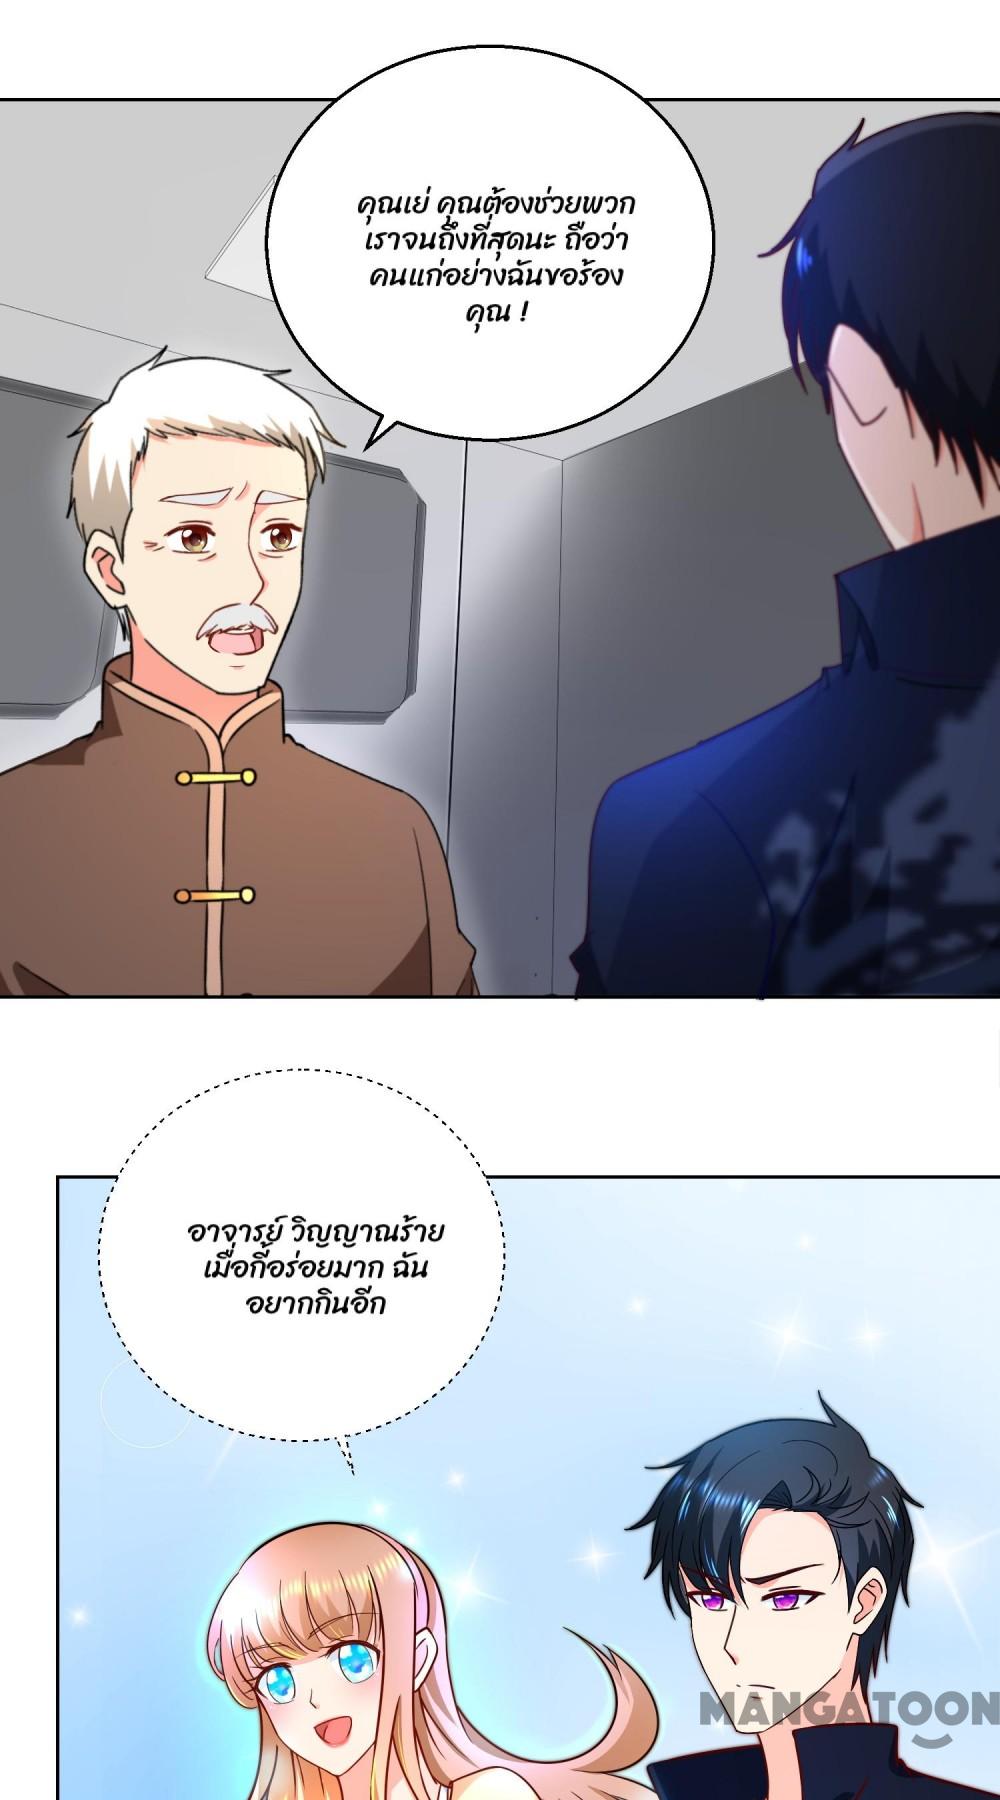 คุณเย่ คุณต้องช่วยพวก
เราจนถึงที่สุดนะ ถือว่า
คนแก่อย่างฉันขอร้อง
คุณ !
อาจารย์ วิญญาณร้าย
เมื่อกี้อร่อยมาก ฉัน
อยากกินอีก
MANGATOON